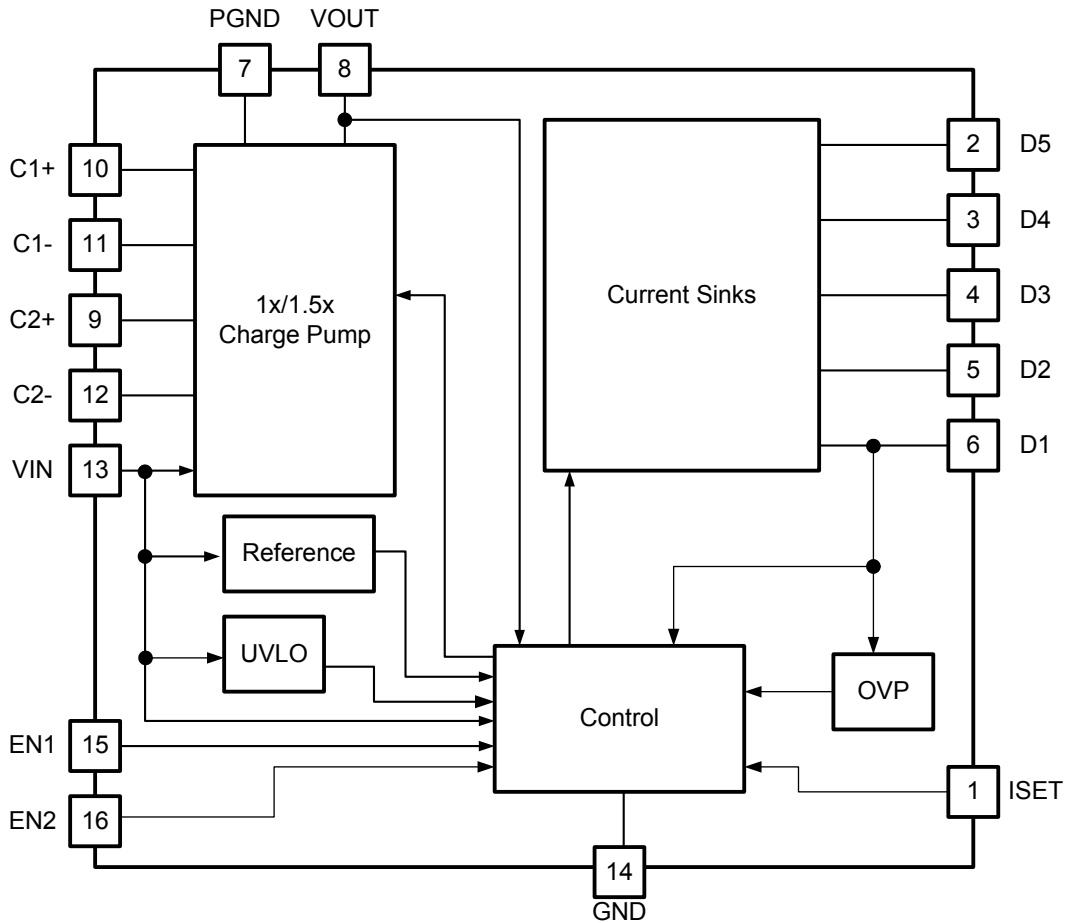 PGND VOUT
7 8
C1+ 10
C1- 11
C2+ 9
C2- 12
VIN 13
1x/1.5x
Charge Pump
Current Sinks
2 D5
3 D4
4 D3
5 D2
6 D1
Reference
UVLO
OVP
Control
EN1 15
EN2 16
1 ISET
14
GND